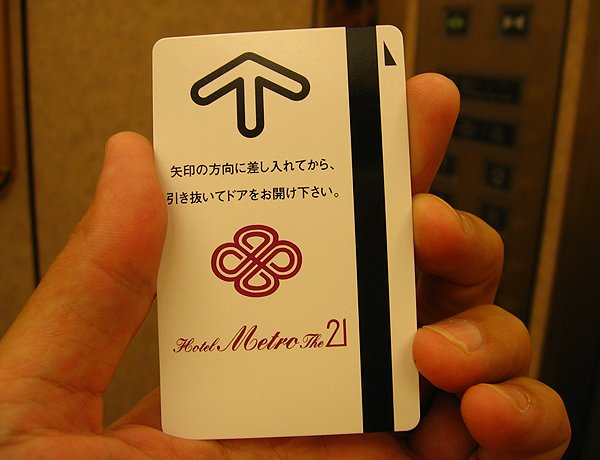 矢印の方向に差し入れてから、
引き抜いてドアをお開け下さい。
Hotel Metro The 21